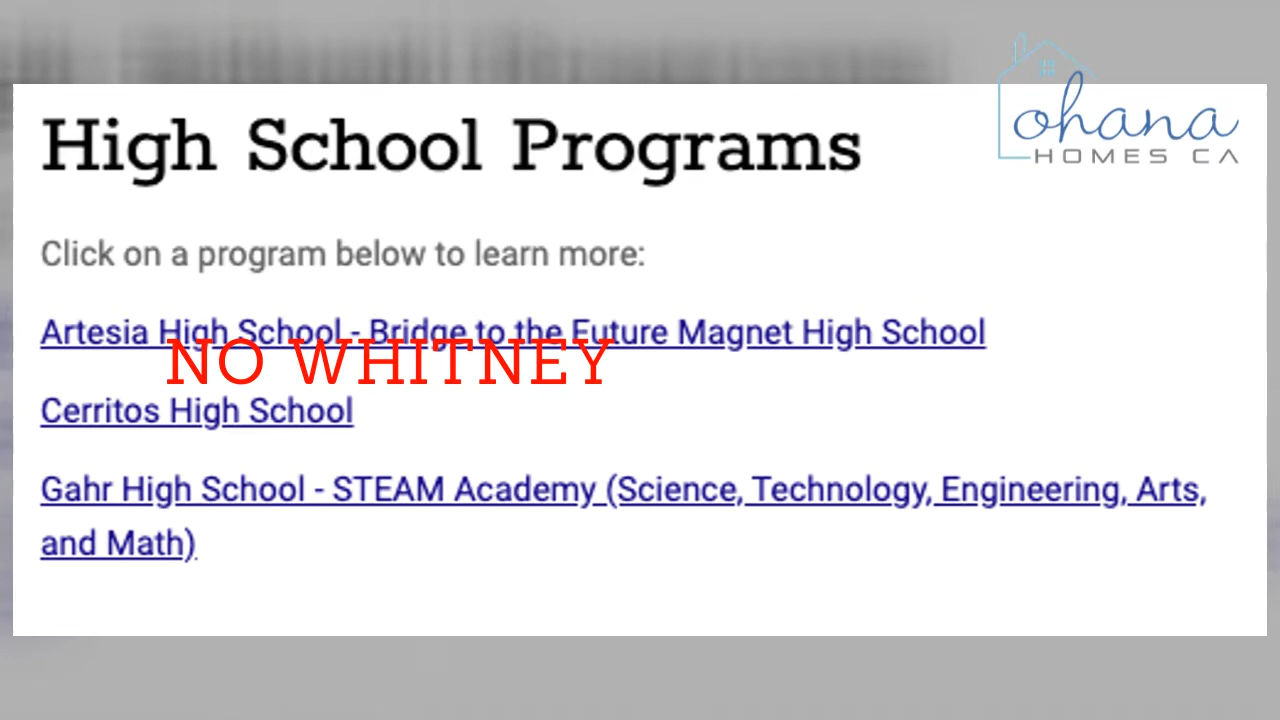 High School Programs
ohana
HOMES CA
Click on a program below to learn more:
Artesia High School - Bridge to the Future Magnet High School
NO WHITNEY
Cerritos High School
Gahr High School - STEAM Academy (Science, Technology, Engineering, Arts,
and Math)